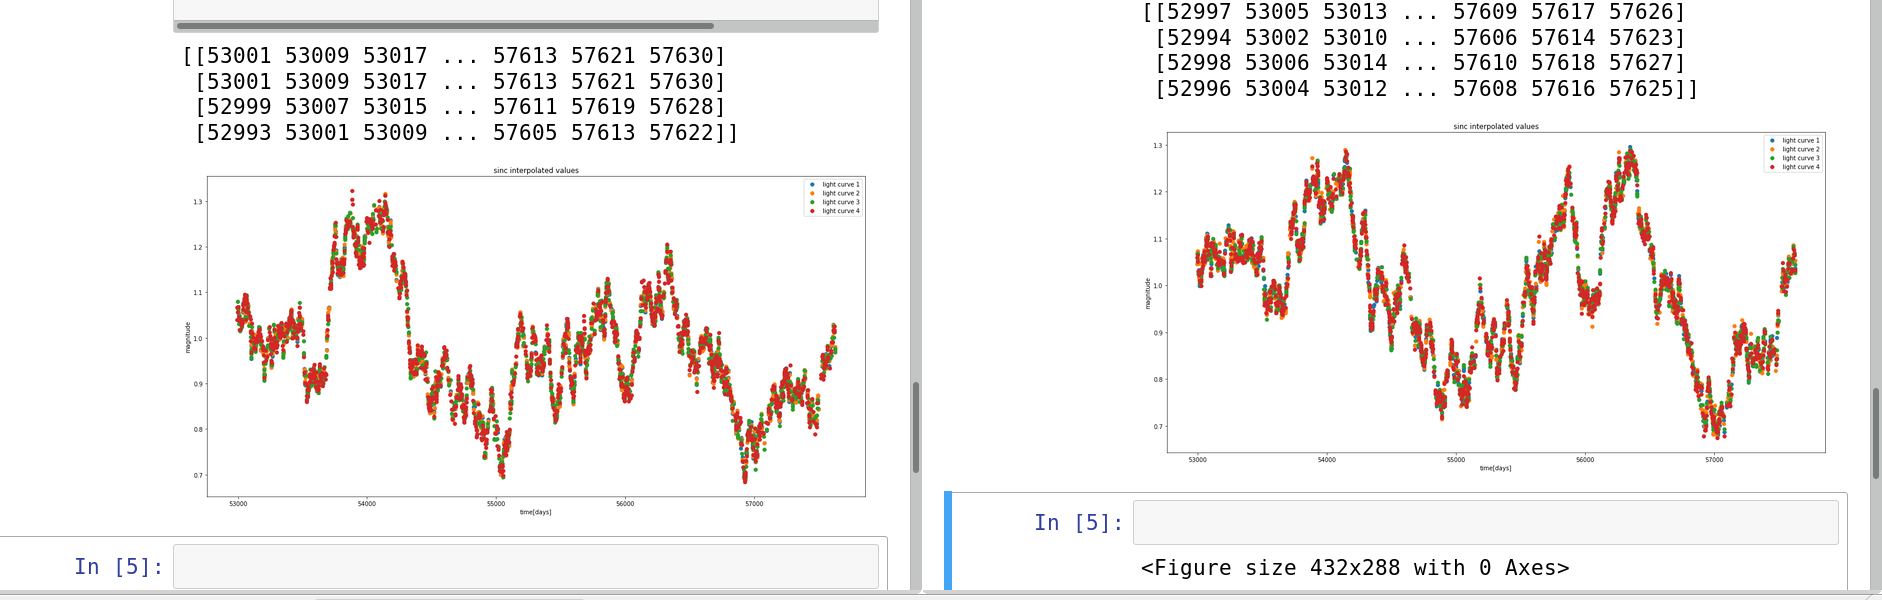 [[53001 53009 53017 ... 57613 57621 57630]
[53001 53009 53017 ... 57613 57621 57630]
[52999 53007 53015 ... 57611 57619 57628]
[52993 53001 53009 ... 57605 57613 57622]]
sinc interpolated values
light curve 1
light curve 2
light curve 3
light curve 4
1.3
1.2
1.1
1.0
0.9
0.8
0.7
magnitude
53000 54000 55000 56000 57000
time[days]
In [5]:
[[52997 53005 53013 ... 57609 57617 57626]
[52994 53002 53010 ... 57606 57614 57623]
[52998 53006 53014 ... 57610 57618 57627]
[52996 53004 53012 ... 57608 57616 57625]]
sinc interpolated values
light curve 1
light curve 2
light curve 3
light curve 4
1.3
1.2
1.1
1.0
0.9
0.8
0.7
magnitude
53000 54000 55000 56000 57000
time[days]
In [5]:
<Figure size 432x288 with 0 Axes>